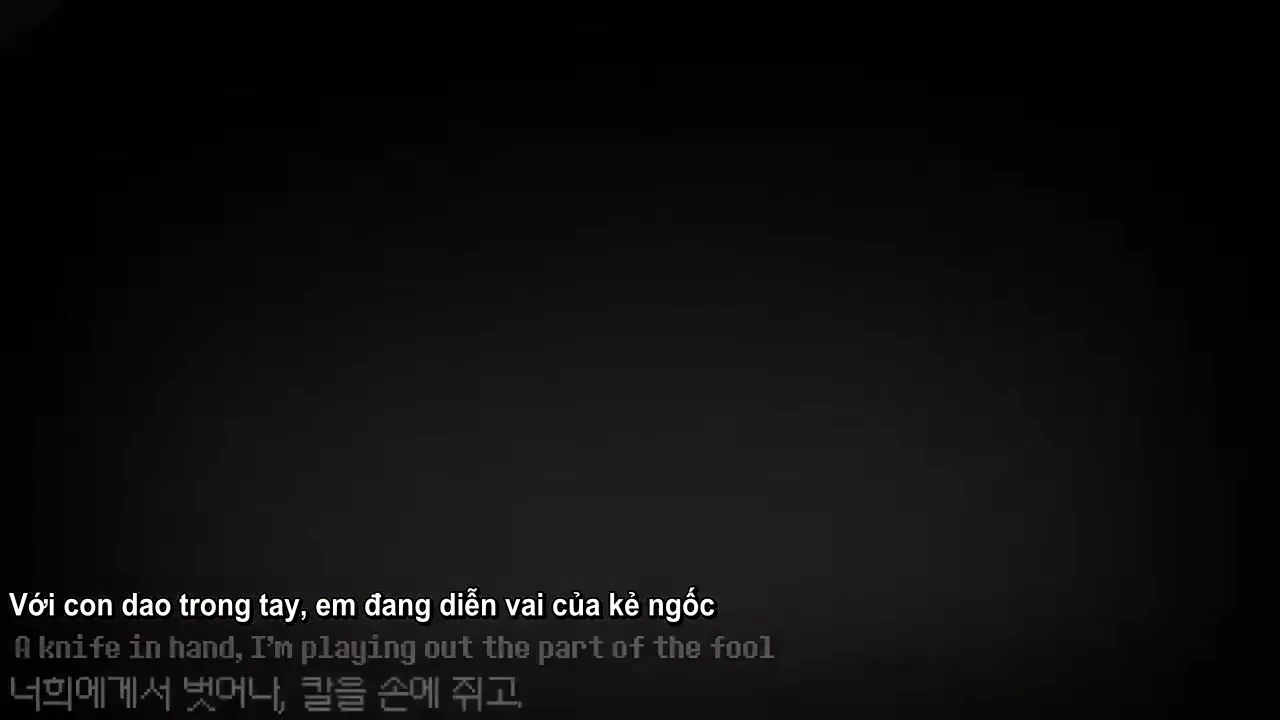 Với con dao trong tay, em đang diễn vai của kẻ ngốc
A knife in hand, I'm playing out the part of the fool
너희에게서 벗어나, 칼을 손에 쥐고.